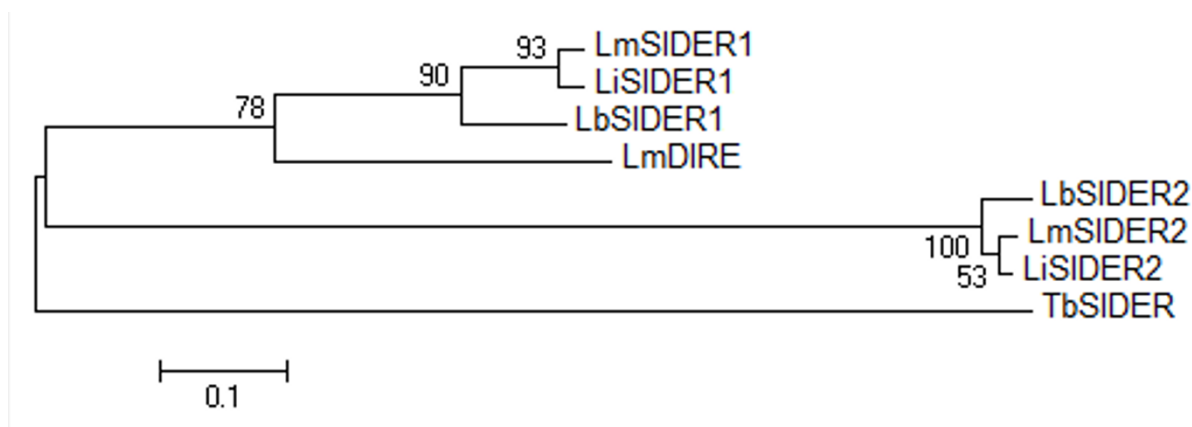 93
LmSIDER1
90
LiSIDER1
78
LbSIDER1
LmDIRE
LbSIDER2
LmSIDER2
100
LiSIDER2
53
TbSIDER
0.1